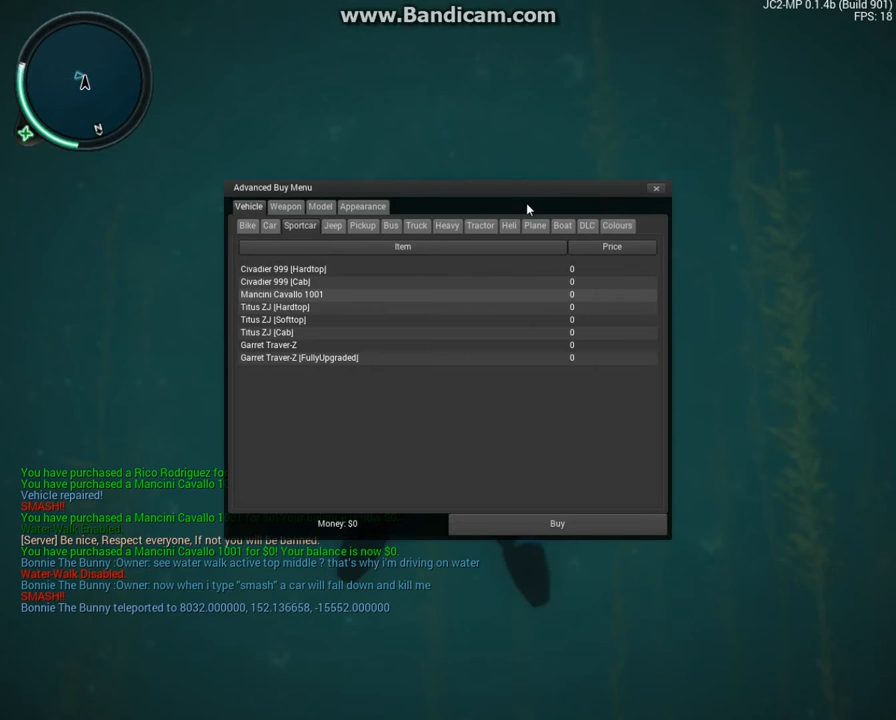 www.Bandicam.com
JC2-MP 0.1.4b (Build 901)
FPS: 18
N
Advanced Buy Menu
Vehicle Weapon Model Appearance
Bike Car Sportcar Jeep Pickup Bus Truck Heavy Tractor Heli Plane Boat DLC Colours
Item Price
Civadier 999 [Hardtop] 0
Civadier 999 [Cab] 0
Mancini Cavallo 1001 0
Titus ZJ [Hardtop] 0
Titus ZJ [Softtop] 0
Titus ZJ [Cab] 0
Garret Traver-Z 0
Garret Traver-Z [FullyUpgraded] 0
Money: $0 Buy
You have purchased a Rico Rodriguez for
You have purchased a Mancini Cavallo
Vehicle repaired!
SMASH!!
You have purchased a Mancini Cavallo
Water-Walk Enabled.
[Server] Be nice, Respect everyone, If not you will be banned.
You have purchased a Mancini Cavallo 1001 for $0! Your balance is now $0.
Bonnie The Bunny :Owner: see water walk active top middle ? that's why i'm driving on water
Water-Walk Disabled.
Bonnie The Bunny :Owner: now when i type "smash" a car will fall down and kill me
SMASH!!
Bonnie The Bunny teleported to 8032.000000, 152.136658, -15552.000000